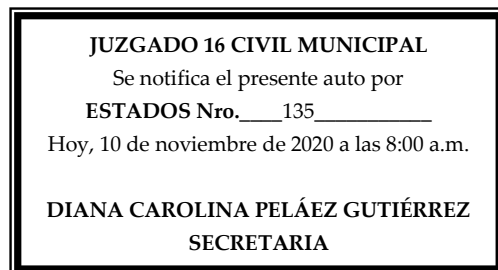 JUZGADO 16 CIVIL MUNICIPAL
Se notifica el presente auto por
ESTADOS Nro.____135____________
Hoy, 10 de noviembre de 2020 a las 8:00 a.m.
DIANA CAROLINA PELÁEZ GUTIÉRREZ
SECRETARIA